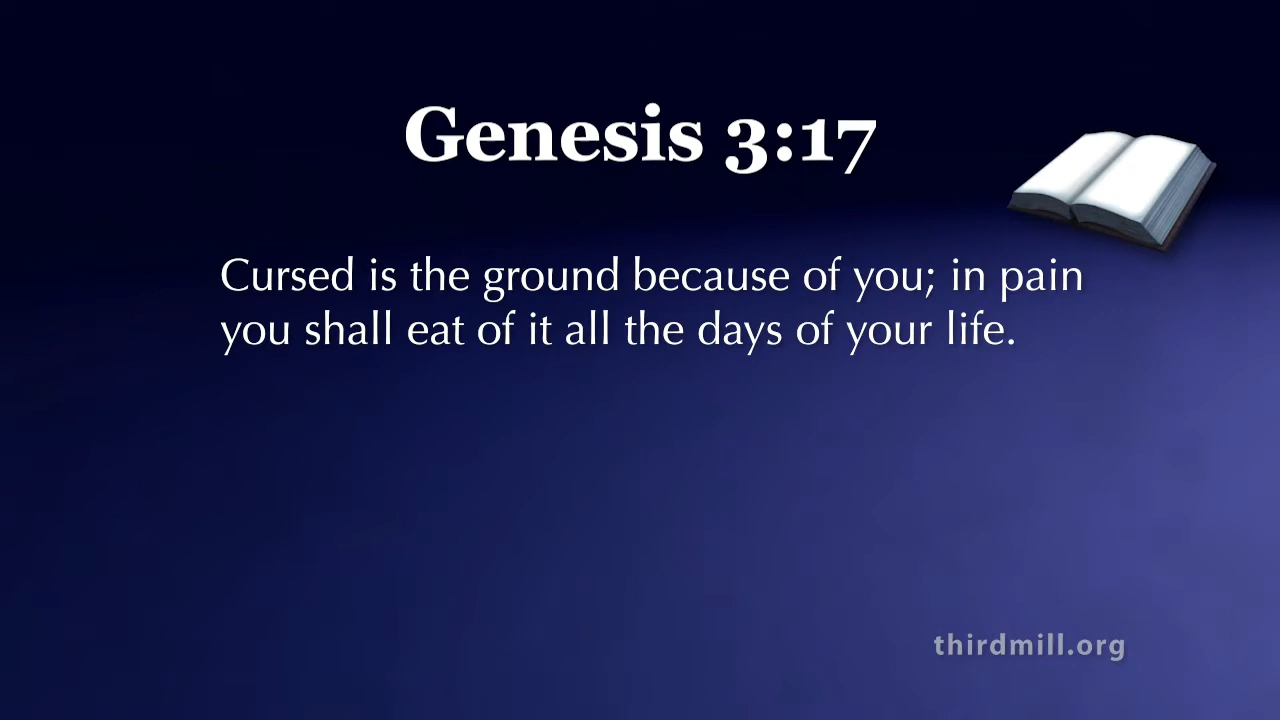 Genesis 3:17
Cursed is the ground because of you; in pain
you shall eat of it all the days of your life.
thirdmill.org